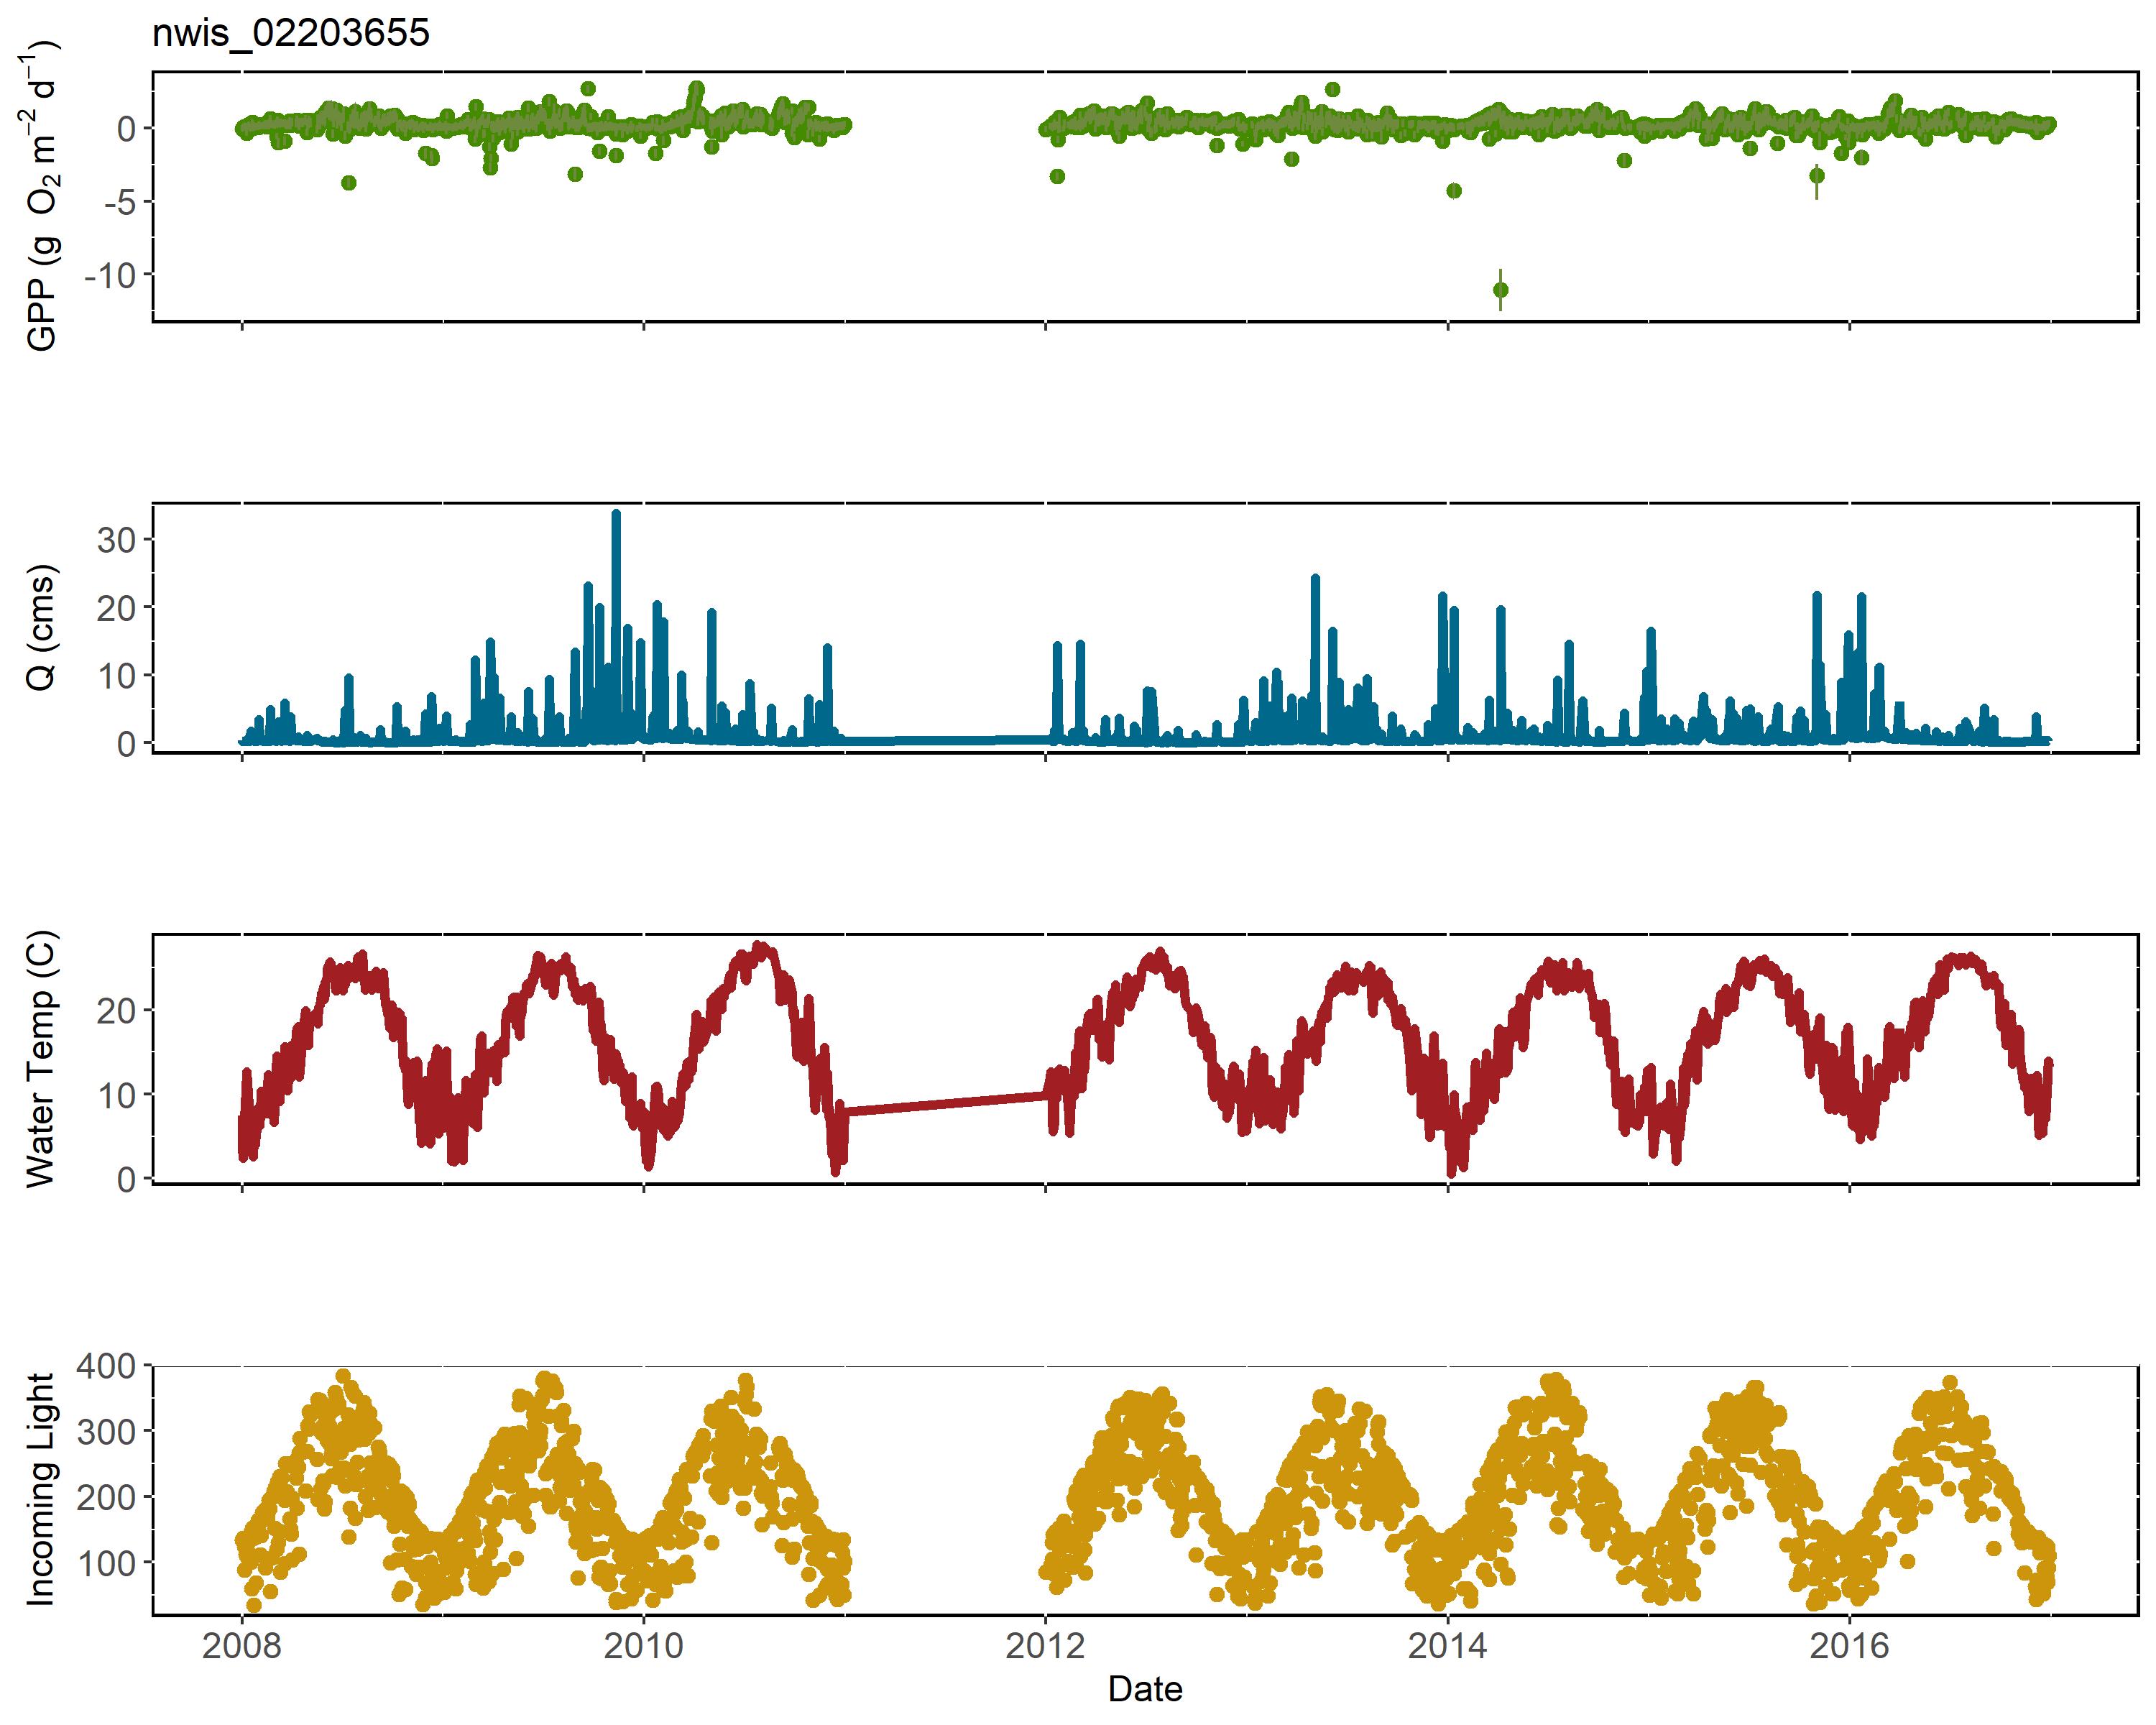 nwis_02203655
GPP (g O₂ m⁻² d⁻¹)
0
-5
-10
Q (cms)
30
20
10
0
Water Temp (C)
20
10
0
Incoming Light
400
300
200
100
2008 2010 2012 2014 2016
Date